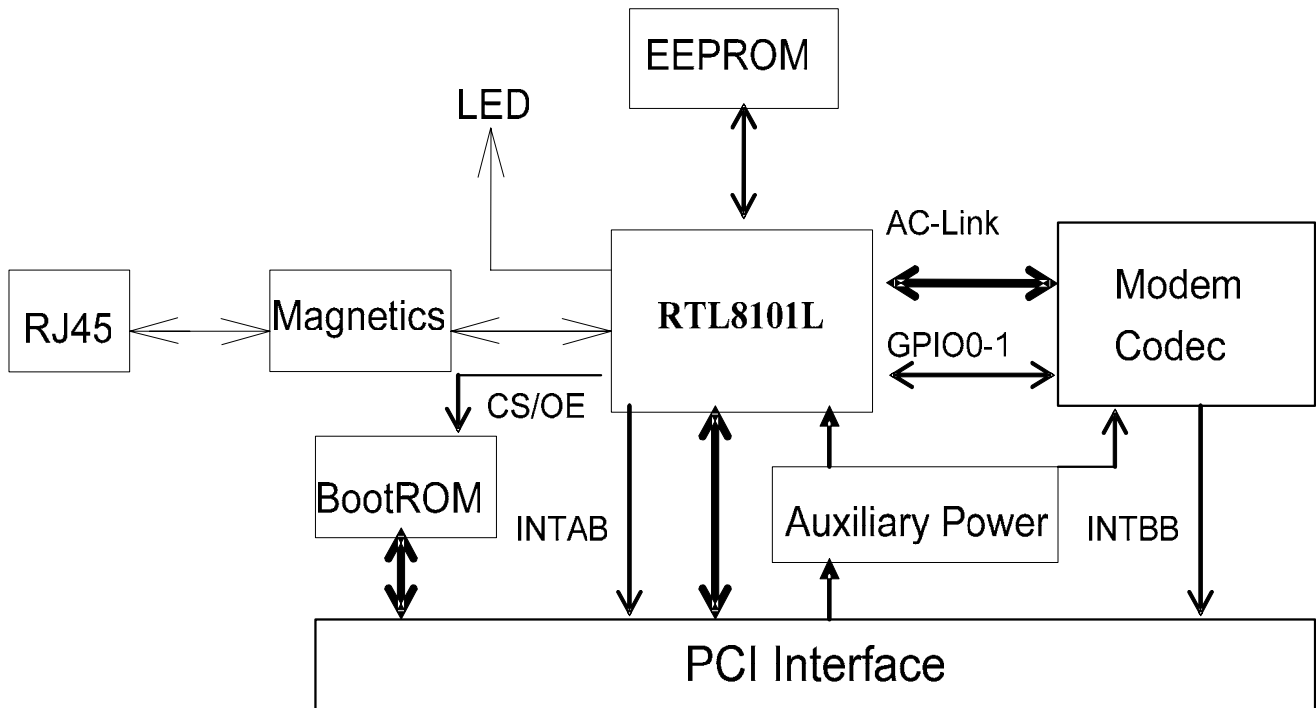 EEPROM
LED
AC-Link
RJ45
Magnetics
RTL8101L
Modem
Codec
GPIO0-1
CS/OE
BootROM
INTAB
Auxiliary Power
INTBB
PCI Interface